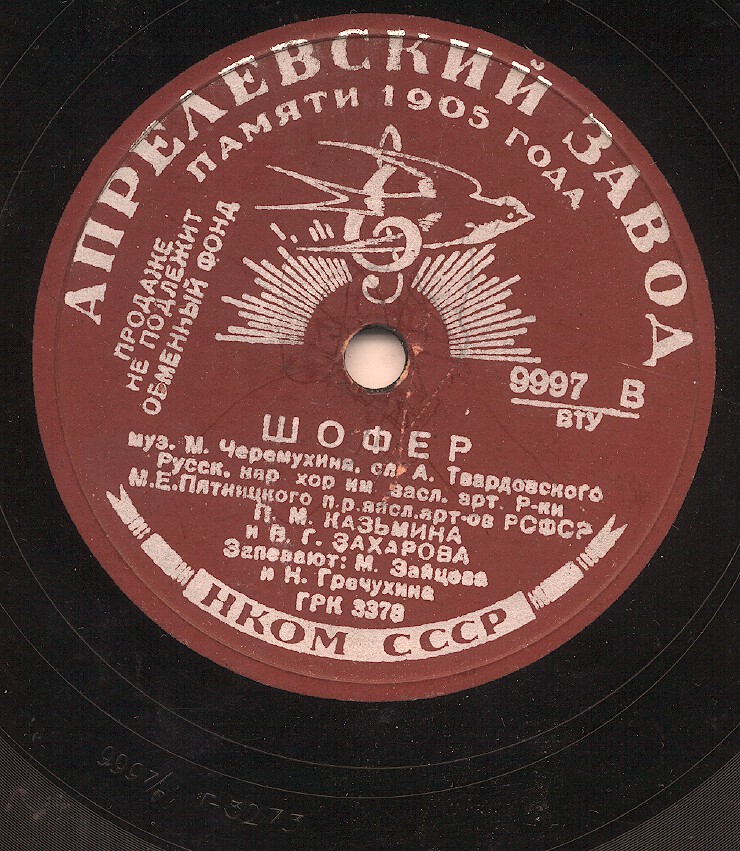 АПРЕЛЕВСКИЙ ЗАВОД
ПАМЯТИ 1905 ГОДА
ПРОДАЖЕ
НЕ ПОДЛЕЖИТ
ОБМЕННЫЙ ФОНД
9997 В
ВТУ
ШОФЕР
муз. М. Черемухина, сл. А. Твардовского
Русск. нар. хор им. засл. арт. Р-ки
М.Е.Пятницкого п.р. засл.арт-ов РСФСР
П. М. КАЗЬМИНА
и В. Г. ЗАХАРОВА
Запевают: М. Зайцева
и Н. Гречухина
ГРК 3378
НКОМ СССР
Г-3273